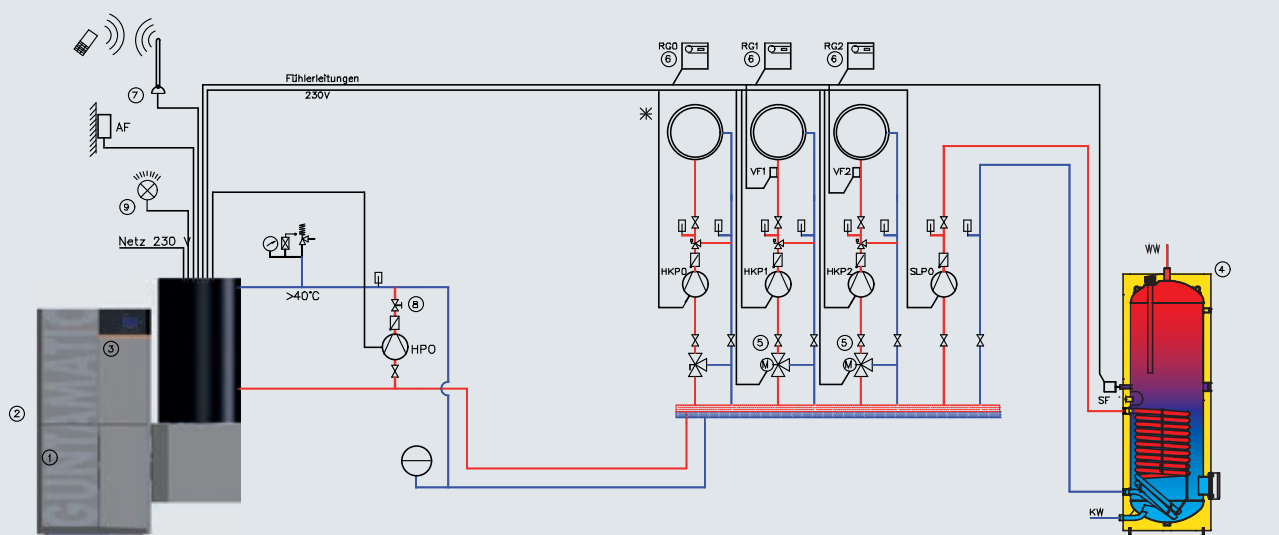 RG0
6
RG1
6
RG2
6
Fühlerleitungen
230V
7
AF
9
Netz 230 V
>40°C
8
HP0
VF1
VF2
HKP0
HKP1
HKP2
SLP0
5
M
5
M
WW
4
SF
KW
3
2
1
GUNTAMATIC